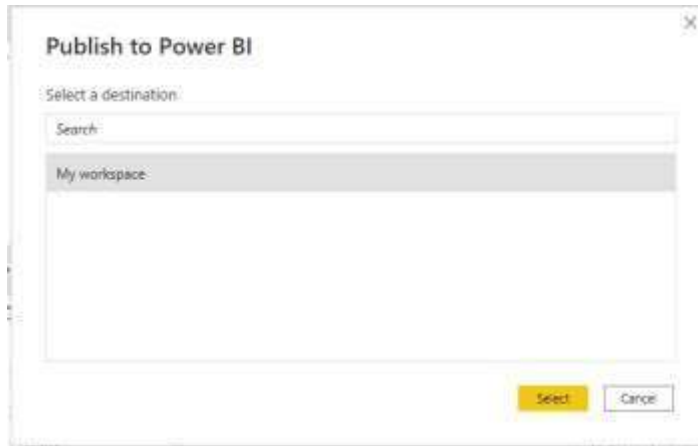 Publish to Power BI
Select a destination
Search
My workspace
Select
Cancel